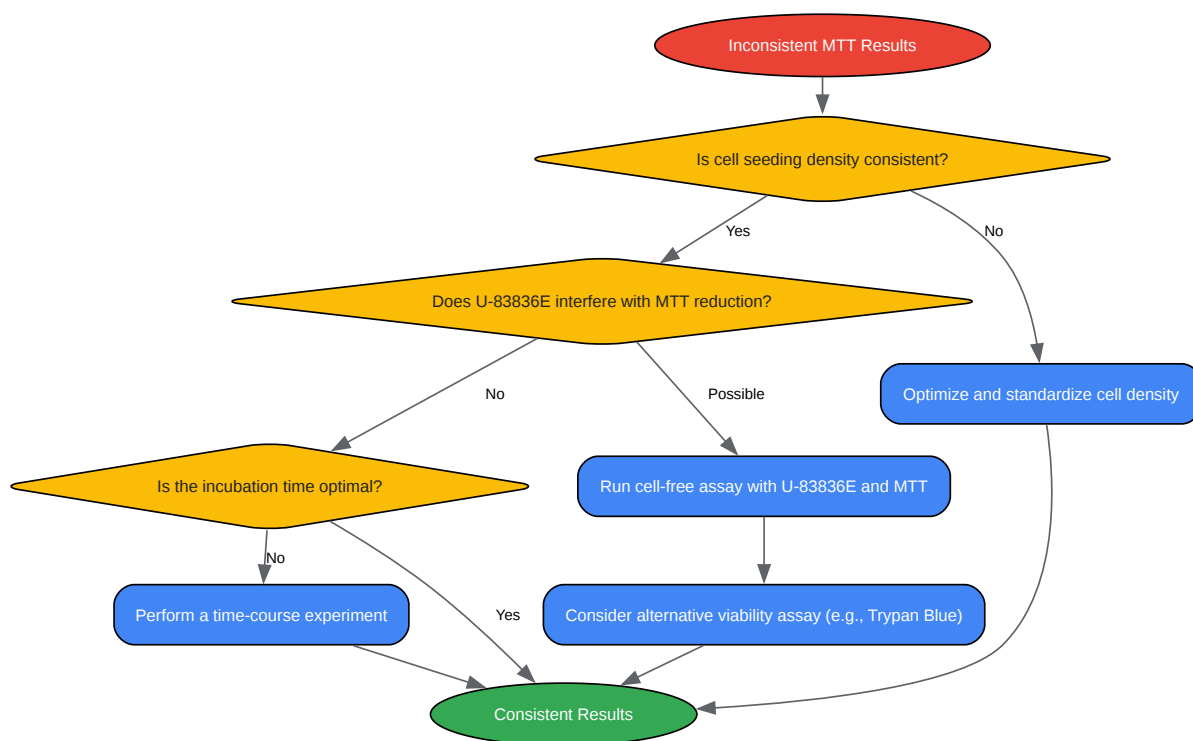 Inconsistent MTT Results
Is cell seeding density consistent?
Yes
No
Does U-83836E interfere with MTT reduction?
No
Possible
Optimize and standardize cell density
Is the incubation time optimal?
Run cell-free assay with U-83836E and MTT
No
Yes
Perform a time-course experiment
Consider alternative viability assay (e.g., Trypan Blue)
Consistent Results